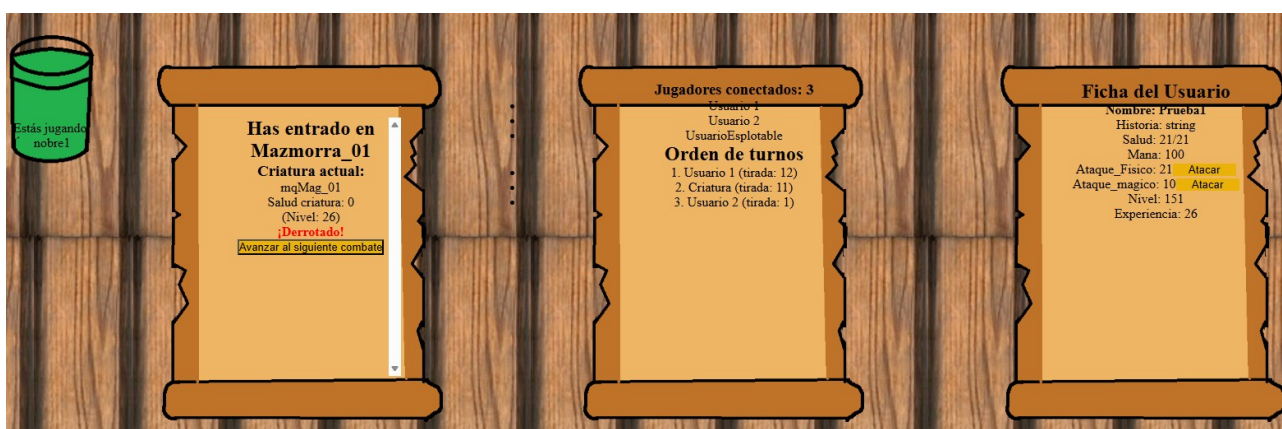 Estás jugando
nobre1
Has entrado en
Mazmorra_01
Criatura actual:
mqMag_01
Salud criatura: 0
(Nivel: 26)
¡Derrotado!
Avanzar al siguiente combate
Jugadores conectados: 3
Usuario 1
Usuario 2
UsuarioEsplotable
Orden de turnos
1. Usuario 1 (tirada: 12)
2. Criatura (tirada: 11)
3. Usuario 2 (tirada: 1)
Ficha del Usuario
Nombre: Prueba1
Historia: string
Salud: 21/21
Mana: 100
Ataque_Fisico: 21 Atacar
Ataque_magico: 10 Atacar
Nivel: 151
Experiencia: 26